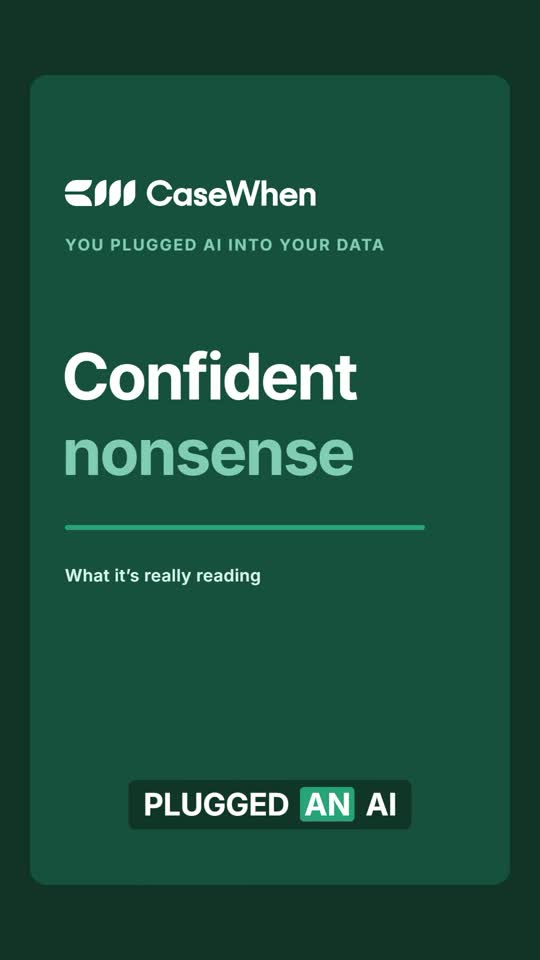 CaseWhen
YOU PLUGGED AI INTO YOUR DATA
Confident
nonsense
What it’s really reading
PLUGGED AN AI